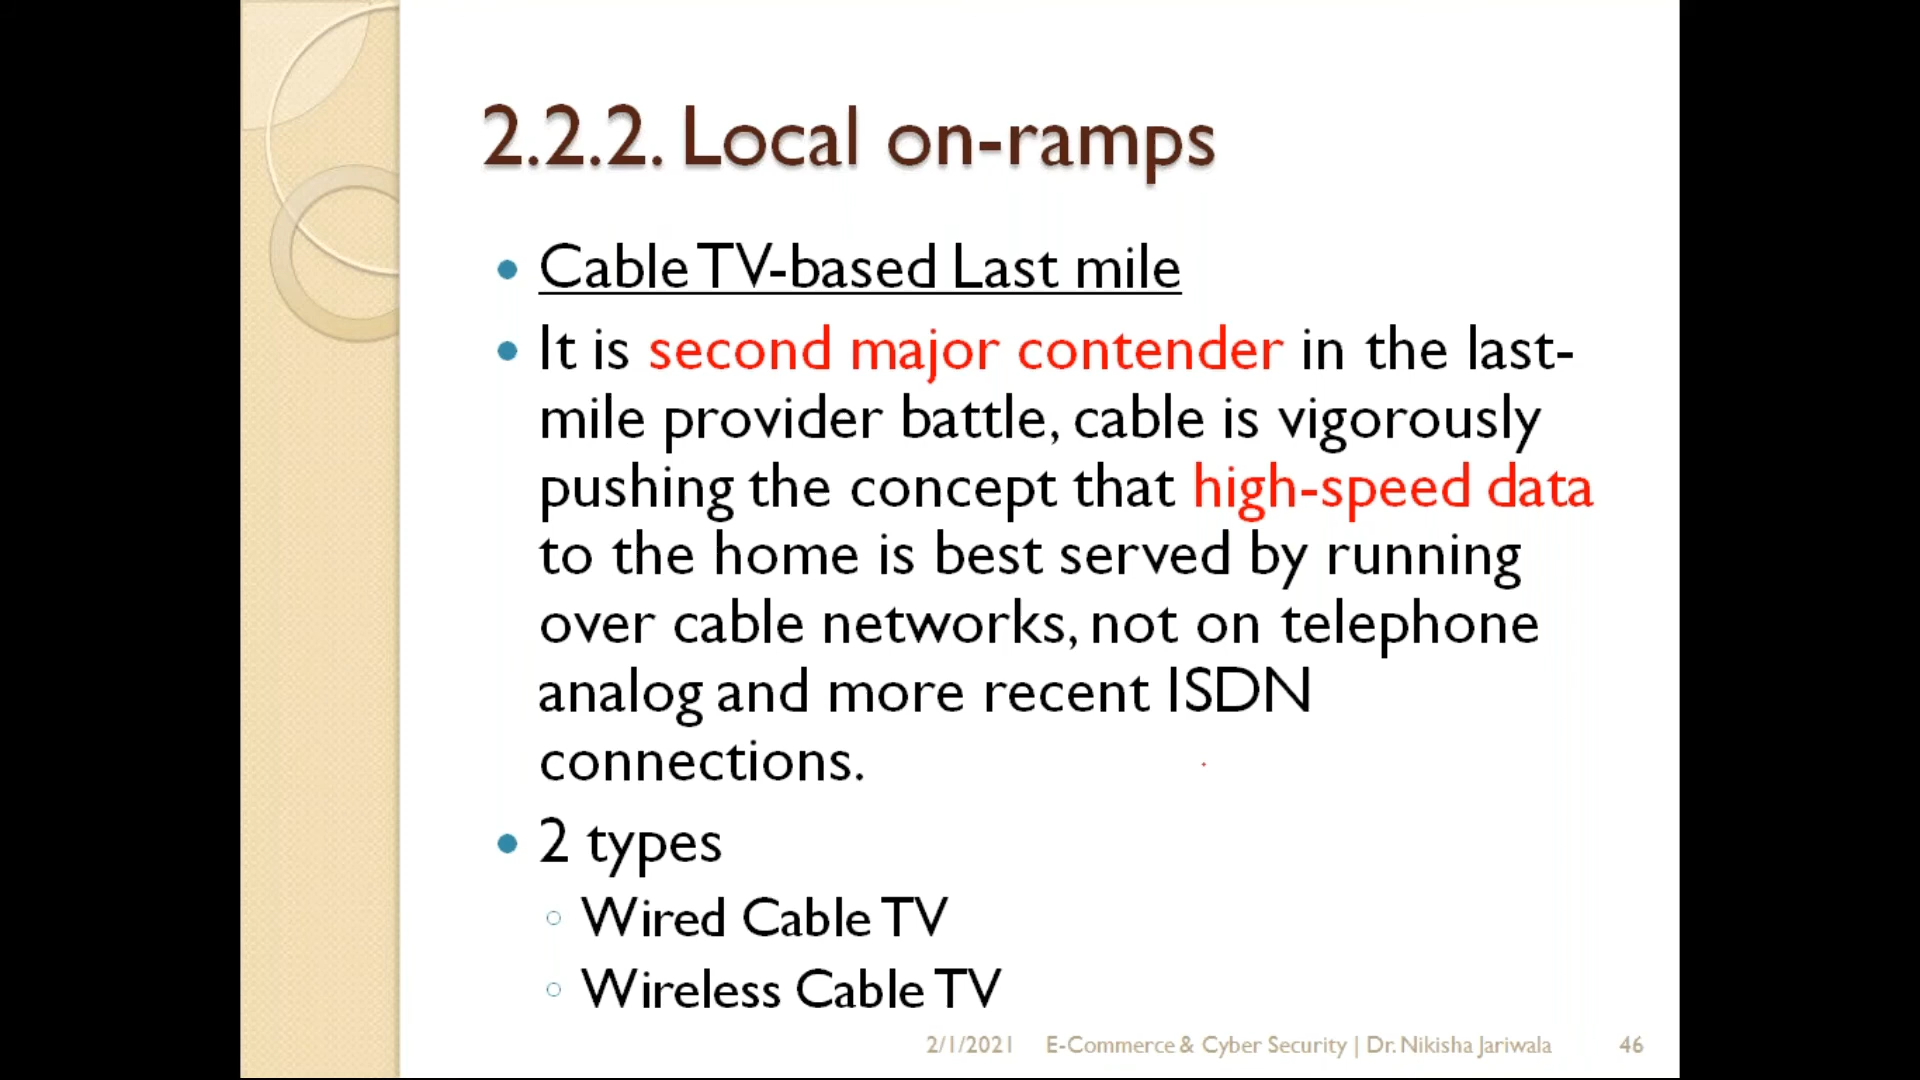 2.2.2. Local on-ramps
Cable TV-based Last mile
It is second major contender in the last-
mile provider battle, cable is vigorously
pushing the concept that high-speed data
to the home is best served by running
over cable networks, not on telephone
analog and more recent ISDN
connections.
2 types
Wired Cable TV
Wireless Cable TV
2/1/2021 E-Commerce & Cyber Security | Dr. Nikisha Jariwala 46